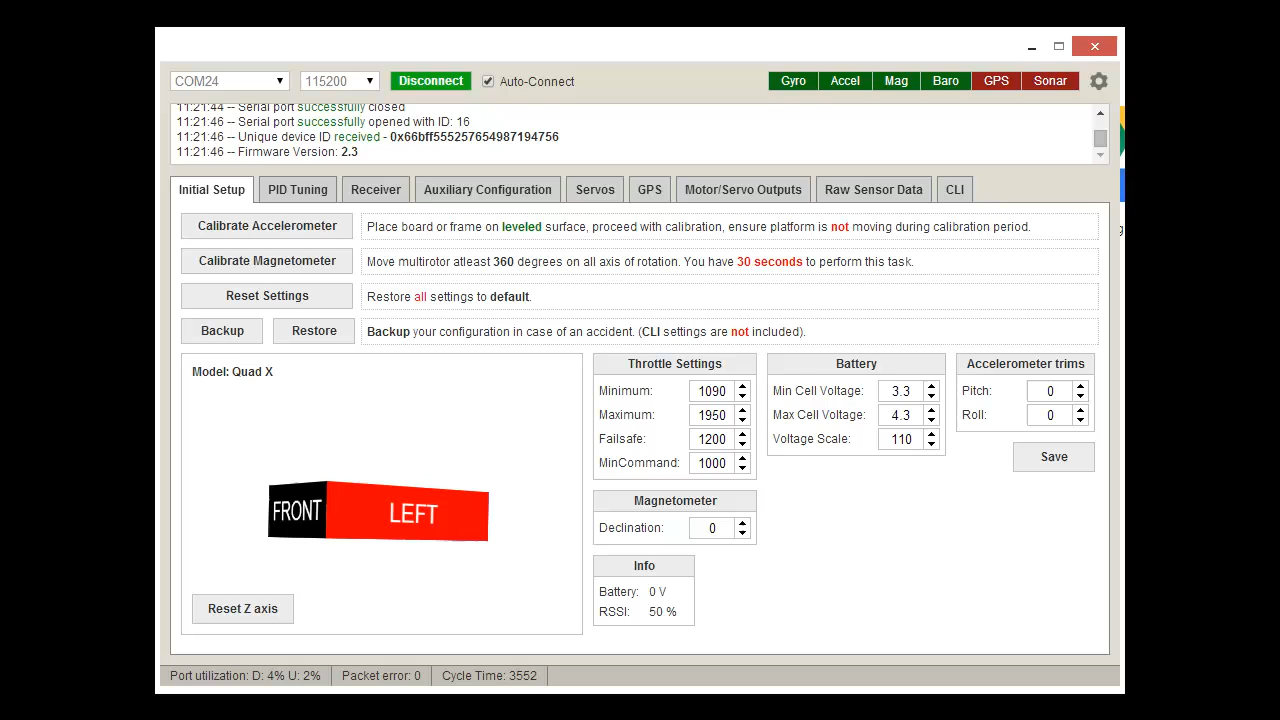 COM24 115200 Disconnect Auto-Connect Gyro Accel Mag Baro GPS Sonar
11:21:44 -- Serial port successfully closed
11:21:46 -- Serial port successfully opened with ID: 16
11:21:46 -- Unique device ID received - 0x66bff555257654987194756
11:21:46 -- Firmware Version: 2.3
Initial Setup PID Tuning Receiver Auxiliary Configuration Servos GPS Motor/Servo Outputs Raw Sensor Data CLI
Calibrate Accelerometer Place board or frame on leveled surface, proceed with calibration, ensure platform is not moving during calibration period.
Calibrate Magnetometer Move multirotor atleast 360 degrees on all axis of rotation. You have 30 seconds to perform this task.
Reset Settings Restore all settings to default.
Backup Restore Backup your configuration in case of an accident. (CLI settings are not included).
Model: Quad X
FRONT LEFT
Reset Z axis
Throttle Settings
Minimum: 1090
Maximum: 1950
Failsafe: 1200
MinCommand: 1000
Magnetometer
Declination: 0
Info
Battery: 0 V
RSSI: 50 %
Battery
Min Cell Voltage: 3.3
Max Cell Voltage: 4.3
Voltage Scale: 110
Accelerometer trims
Pitch: 0
Roll: 0
Save
Port utilization: D: 4% U: 2% Packet error: 0 Cycle Time: 3552